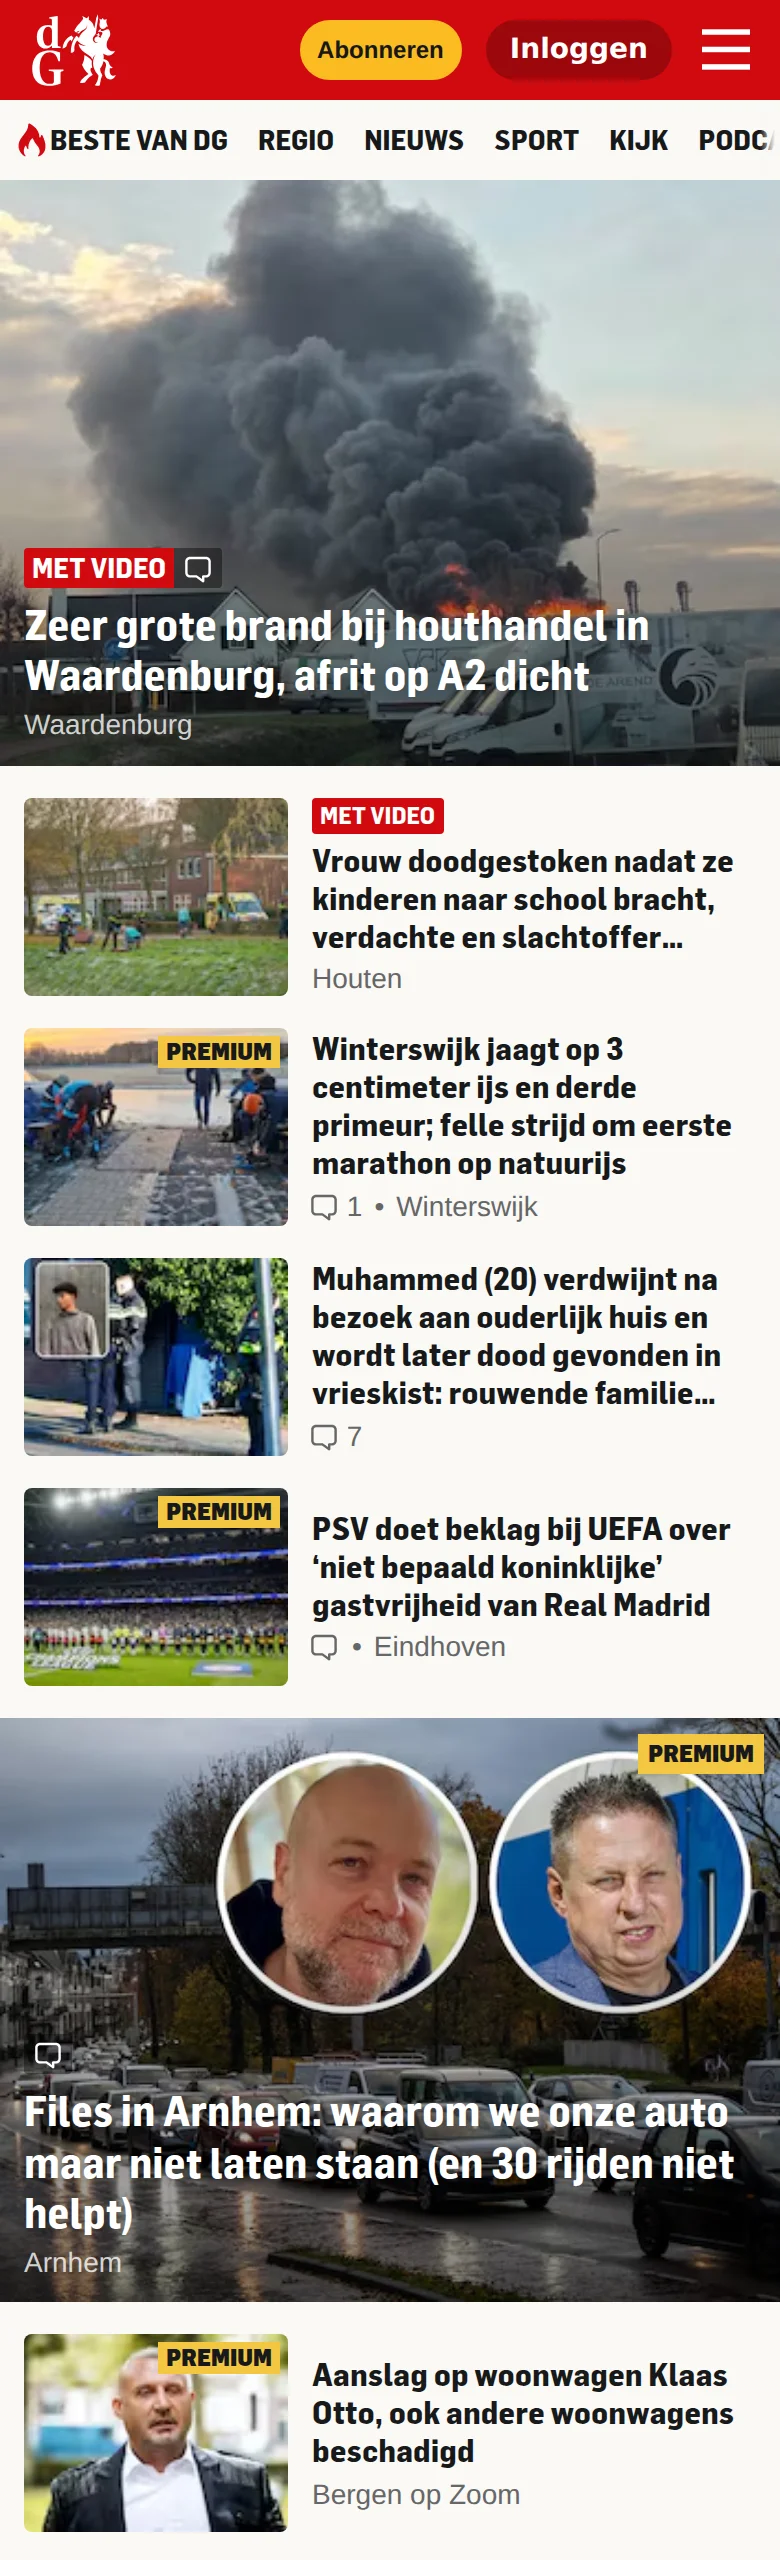 dG
Abonneren
Inloggen
BESTE VAN DG REGIO NIEUWS SPORT KIJK PODCA
MET VIDEO
Zeer grote brand bij houthandel in
Waardenburg, afrit op A2 dicht
Waardenburg
DE AREND
MET VIDEO
Vrouw doodgestoken nadat ze
kinderen naar school bracht,
verdachte en slachtoffer...
Houten
PREMIUM
Winterswijk jaagt op 3
centimeter ijs en derde
primeur; felle strijd om eerste
marathon op natuurijs
1 • Winterswijk
Muhammed (20) verdwijnt na
bezoek aan ouderlijk huis en
wordt later dood gevonden in
vrieskist: rouwende familie...
7
PREMIUM
PSV doet beklag bij UEFA over
‘niet bepaald koninklijke’
gastvrijheid van Real Madrid
• Eindhoven
CHAMPIONS
LEAGUE
PREMIUM
Files in Arnhem: waarom we onze auto
maar niet laten staan (en 30 rijden niet
helpt)
Arnhem
PREMIUM
Aanslag op woonwagen Klaas
Otto, ook andere woonwagens
beschadigd
Bergen op Zoom